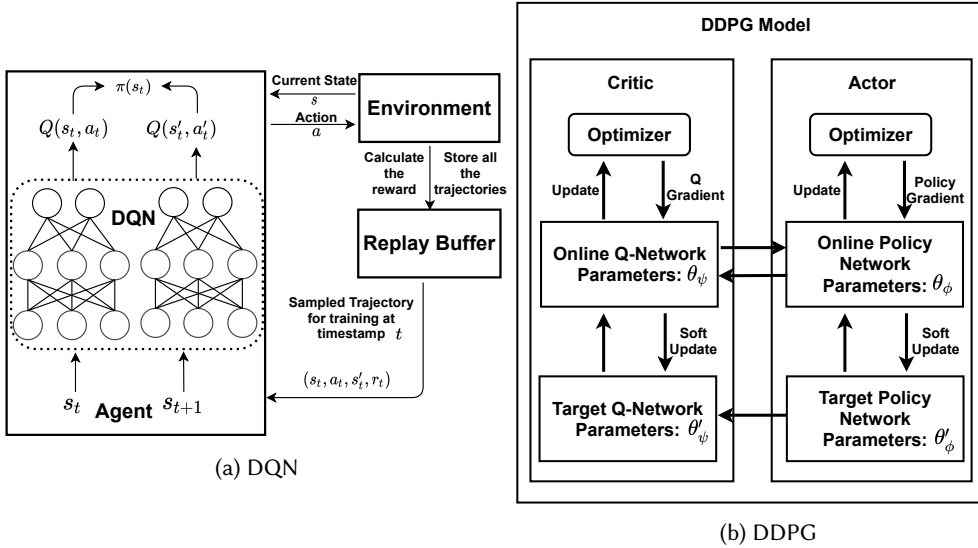 π(s_t)
Q(s_t, a_t)
Q(s'_t, a'_t)
DQN
s_t
Agent
s_{t+1}
Current State
s
Action
a
Environment
Calculate
the
reward
Store all
the
trajectories
Replay Buffer
Sampled Trajectory
for training at
timestamp t
(s_t, a_t, s'_t, r_t)
(a) DQN
DDPG Model
Critic
Optimizer
Update
Q
Gradient
Online Q-Network
Parameters: θ_ψ
Soft
Update
Target Q-Network
Parameters: θ'_ψ
Actor
Optimizer
Update
Policy
Gradient
Online Policy
Network
Parameters: θ_ϕ
Soft
Update
Target Policy
Network
Parameters: θ'_ϕ
(b) DDPG